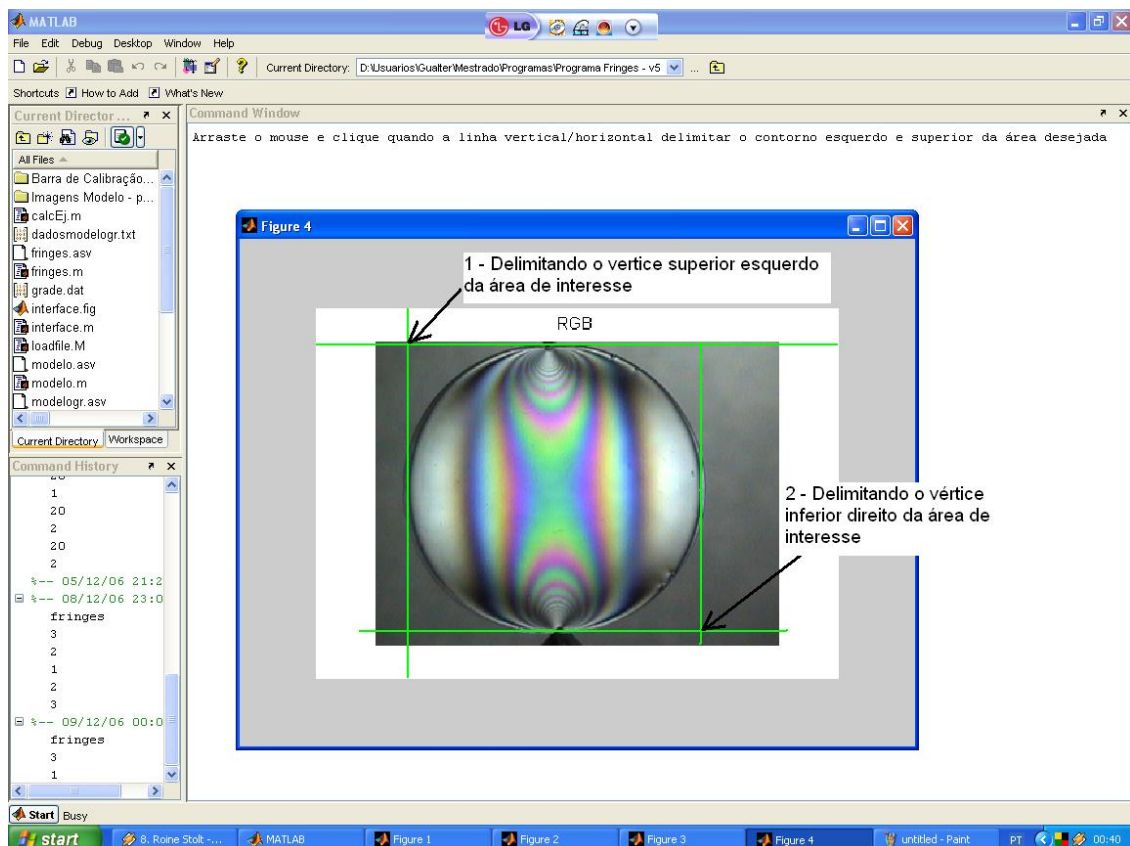 MATLAB
LG
File Edit Debug Desktop Window Help
Current Directory: D:\Usuarios\Gualter\Mestrado\Programas\Programa Fringes - v5
Shortcuts How to Add What's New
Current Director...
All Files
Barra de Calibração...
Imagens Modelo - p...
calcEj.m
dadosmodelogr.txt
fringes.asv
fringes.m
grade.dat
interface.fig
interface.m
loadfile.M
modelo.asv
modelo.m
modelogr.asv
Current Directory Workspace
Command History
20
1
20
2
20
2
%-- 05/12/06 21:2
%-- 08/12/06 23:0
fringes
3
2
1
2
3
%-- 09/12/06 00:0
fringes
3
1
Command Window
Arraste o mouse e clique quando a linha vertical/horizontal delimitar o contorno esquerdo e superior da área desejada
Figure 4
1 - Delimitando o vertice superior esquerdo
da área de interesse
RGB
2 - Delimitando o vértice
inferior direito da área de
interesse
Start Busy
start 8. Roine Stolt -... MATLAB Figure 1 Figure 2 Figure 3 Figure 4 untitled - Paint PT 00:40